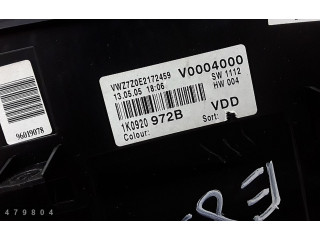 VWZ7Z0E2172459 V0004000
13.05.05 18:06 SW 1112
HW 004
1K0920 972B VDD
Colour: Sort:
96019078
479804